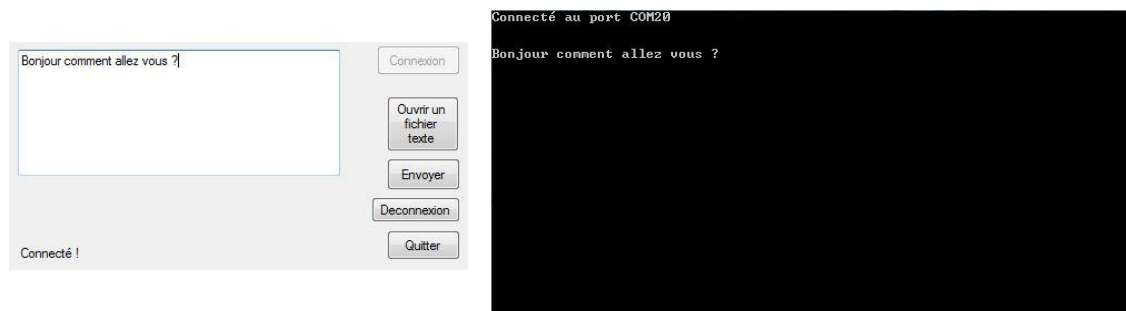 Bonjour comment allez vous ?
Connexion
Ouvrir un
fichier
texte
Envoyer
Deconnexion
Quitter
Connecté !
Connecté au port COM20
Bonjour comment allez vous ?